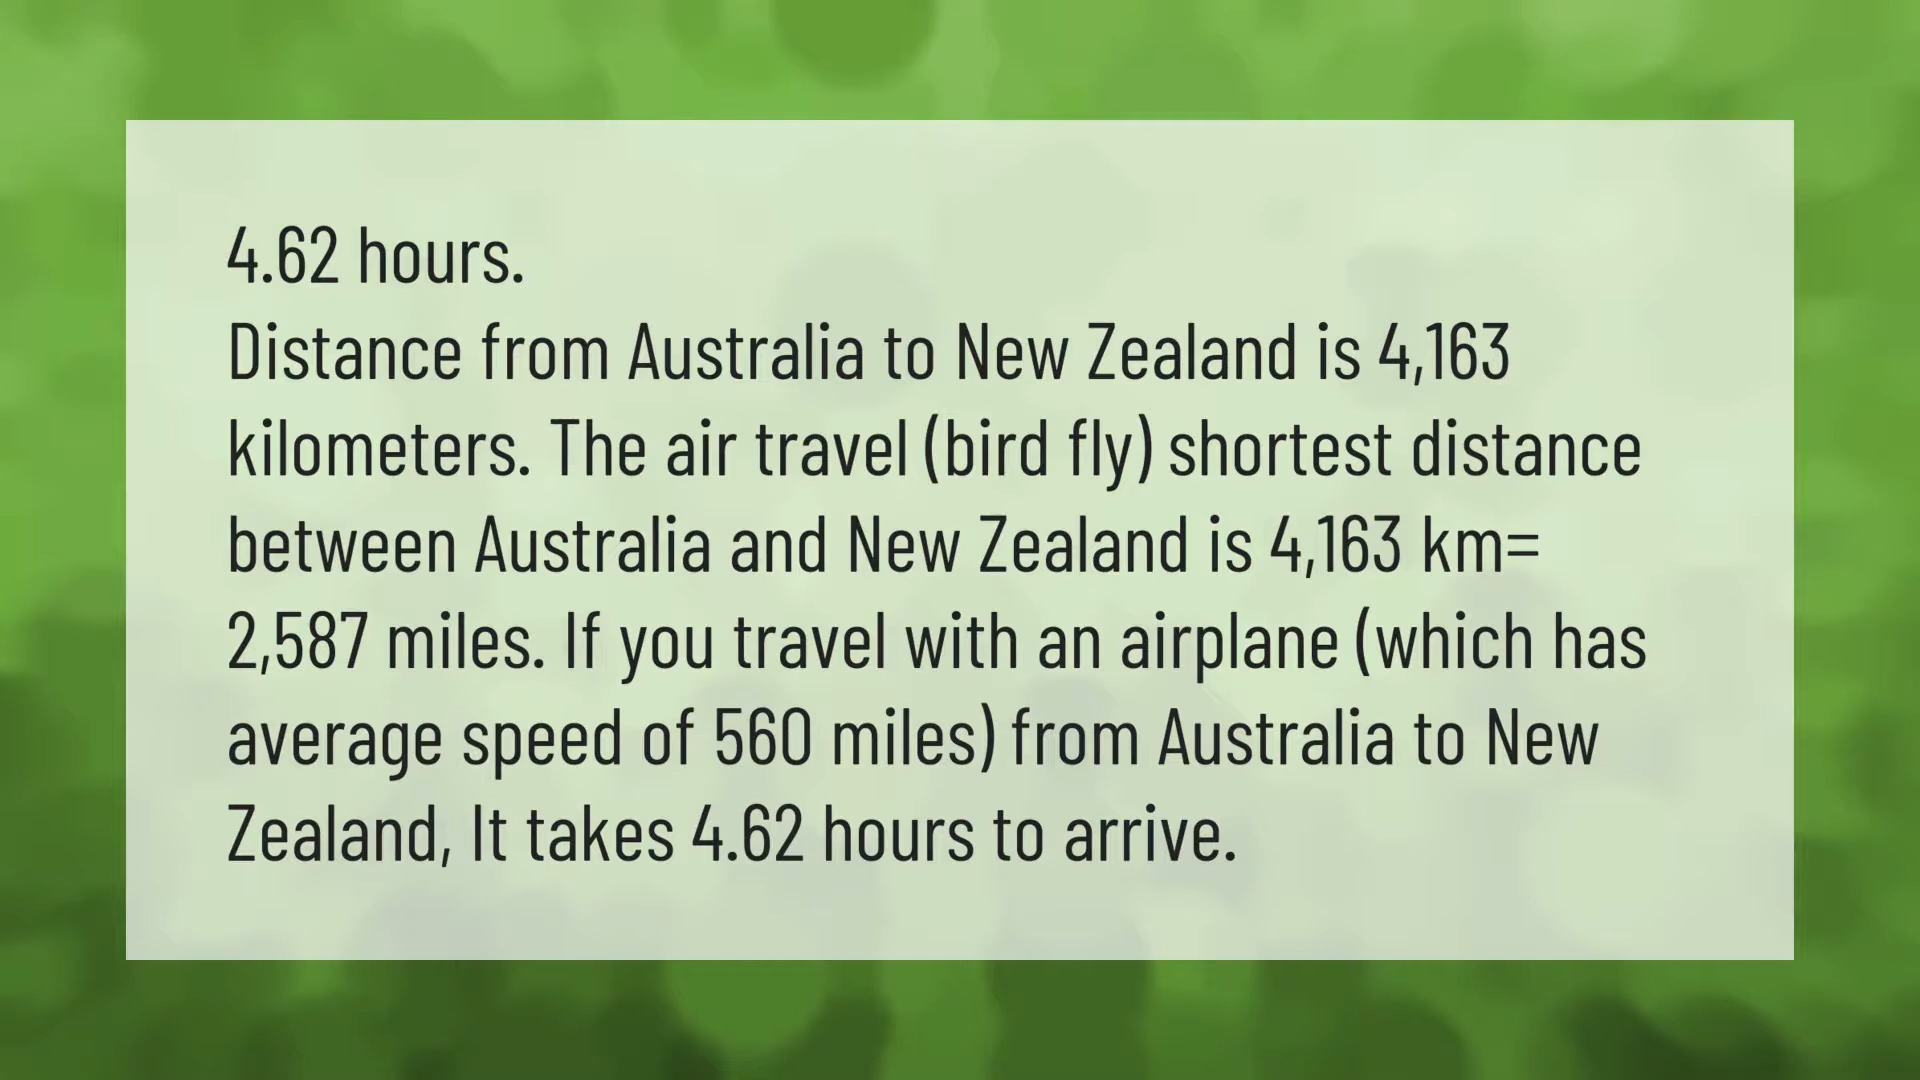 4.62 hours.
Distance from Australia to New Zealand is 4,163
kilometers. The air travel (bird fly) shortest distance
between Australia and New Zealand is 4,163 km=
2,587 miles. If you travel with an airplane (which has
average speed of 560 miles) from Australia to New
Zealand, It takes 4.62 hours to arrive.